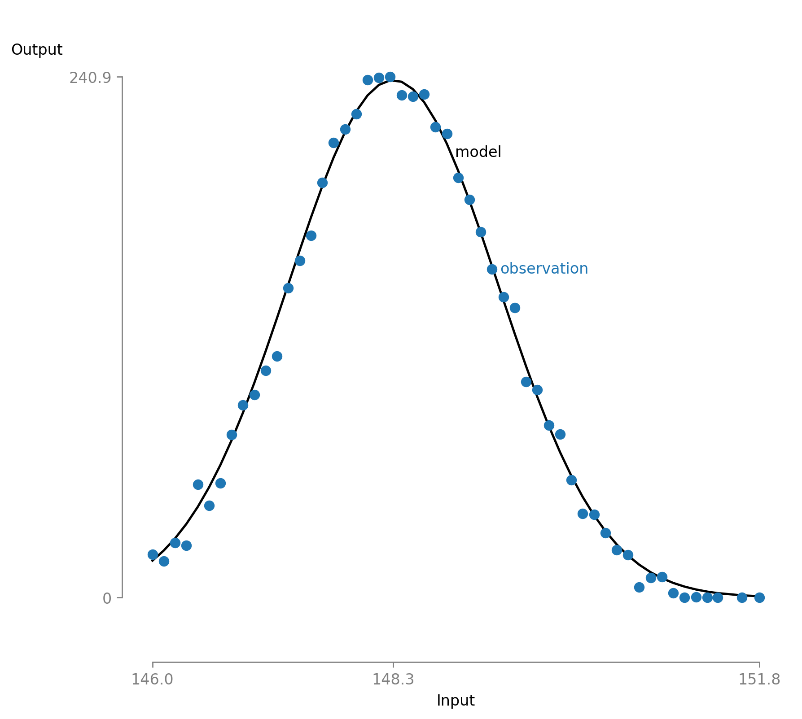 Output
240.9
model
observation
0
146.0
148.3
151.8
Input